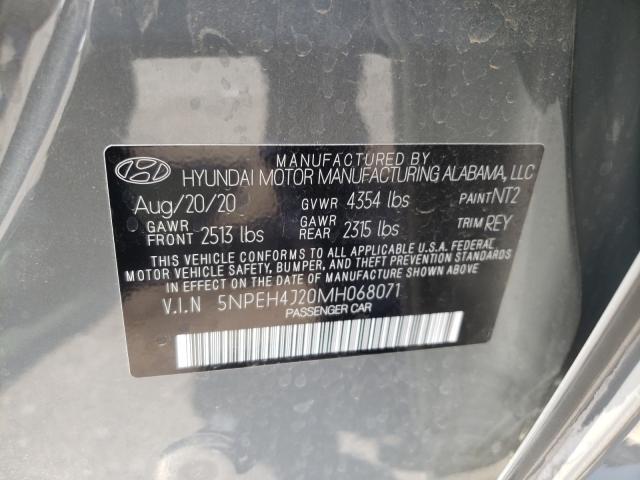 MANUFACTURED BY
HYUNDAI MOTOR MANUFACTURING ALABAMA, LLC
Aug/20/20 GVWR 4354 lbs PAINT NT2
GAWR FRONT 2513 lbs GAWR REAR 2315 lbs TRIM REY
THIS VEHICLE CONFORMS TO ALL APPLICABLE U.S.A. FEDERAL
MOTOR VEHICLE SAFETY, BUMPER, AND THEFT PREVENTION
STANDARDS IN EFFECT ON THE DATE OF MANUFACTURE SHOWN ABOVE
V.I.N 5NPEH4J20MH068071
PASSENGER CAR